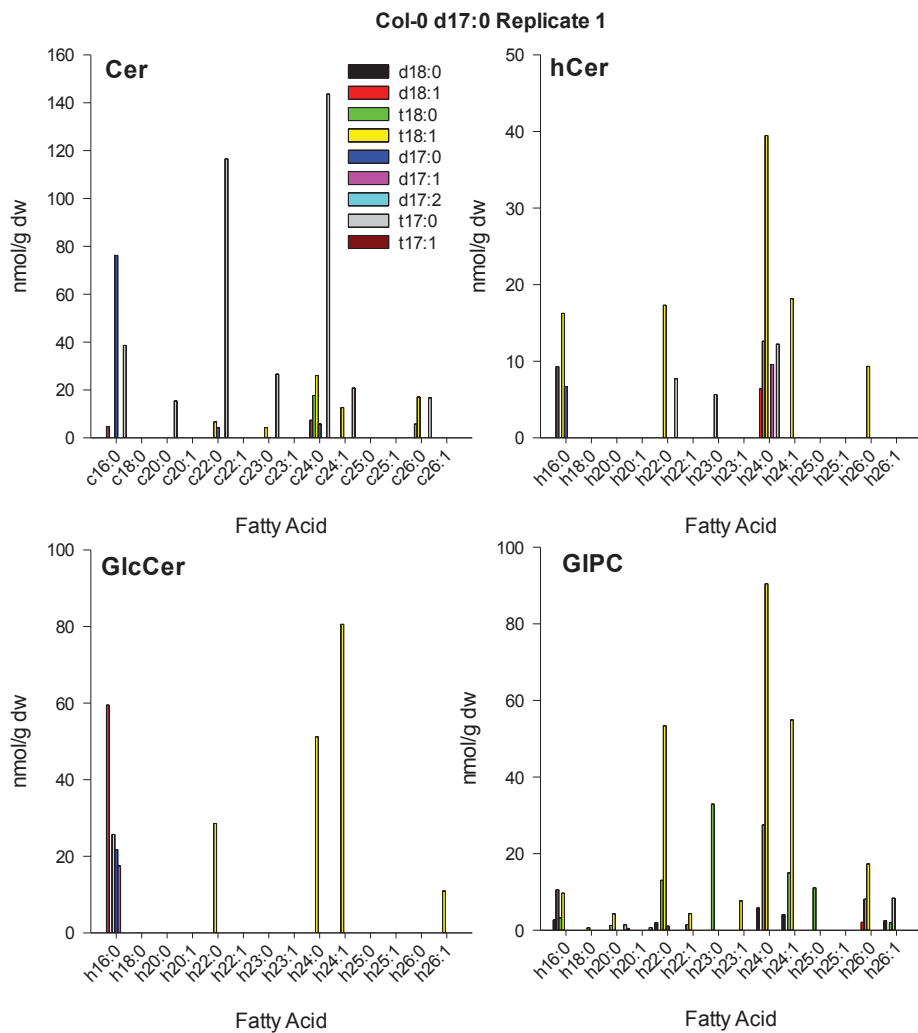 Col-0 d17:0 Replicate 1
Cer
160
140
120
100
80
60
40
20
0
nmol/g dw
d18:0
d18:1
t18:0
t18:1
d17:0
d17:1
d17:2
t17:0
t17:1
c16:0 c18:0 c20:0 c20:1 c22:0 c22:1 c23:0 c23:1 c24:0 c24:1 c25:0 c25:1 c26:0 c26:1
Fatty Acid
hCer
50
40
30
20
10
0
nmol/g dw
h16:0 h18:0 h20:0 h20:1 h22:0 h22:1 h23:0 h23:1 h24:0 h24:1 h25:0 h25:1 h26:0 h26:1
Fatty Acid
GlcCer
100
80
60
40
20
0
nmol/g dw
h16:0 h18:0 h20:0 h20:1 h22:0 h22:1 h23:0 h23:1 h24:0 h24:1 h25:0 h25:1 h26:0 h26:1
Fatty Acid
GIPC
100
80
60
40
20
0
nmol/g dw
h16:0 h18:0 h20:0 h20:1 h22:0 h22:1 h23:0 h23:1 h24:0 h24:1 h25:0 h25:1 h26:0 h26:1
Fatty Acid